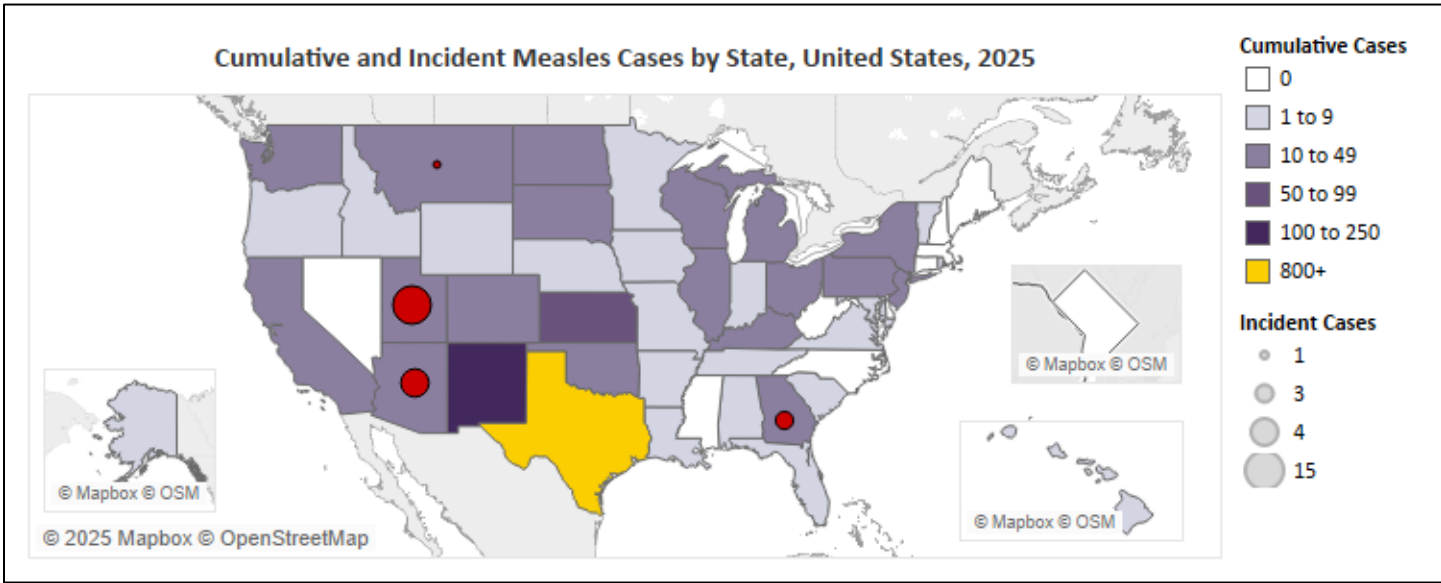 Cumulative and Incident Measles Cases by State, United States, 2025
Cumulative Cases
0
1 to 9
10 to 49
50 to 99
100 to 250
800+
Incident Cases
1
3
4
15
© Mapbox © OSM
© Mapbox © OSM
© Mapbox © OSM
© 2025 Mapbox © OpenStreetMap